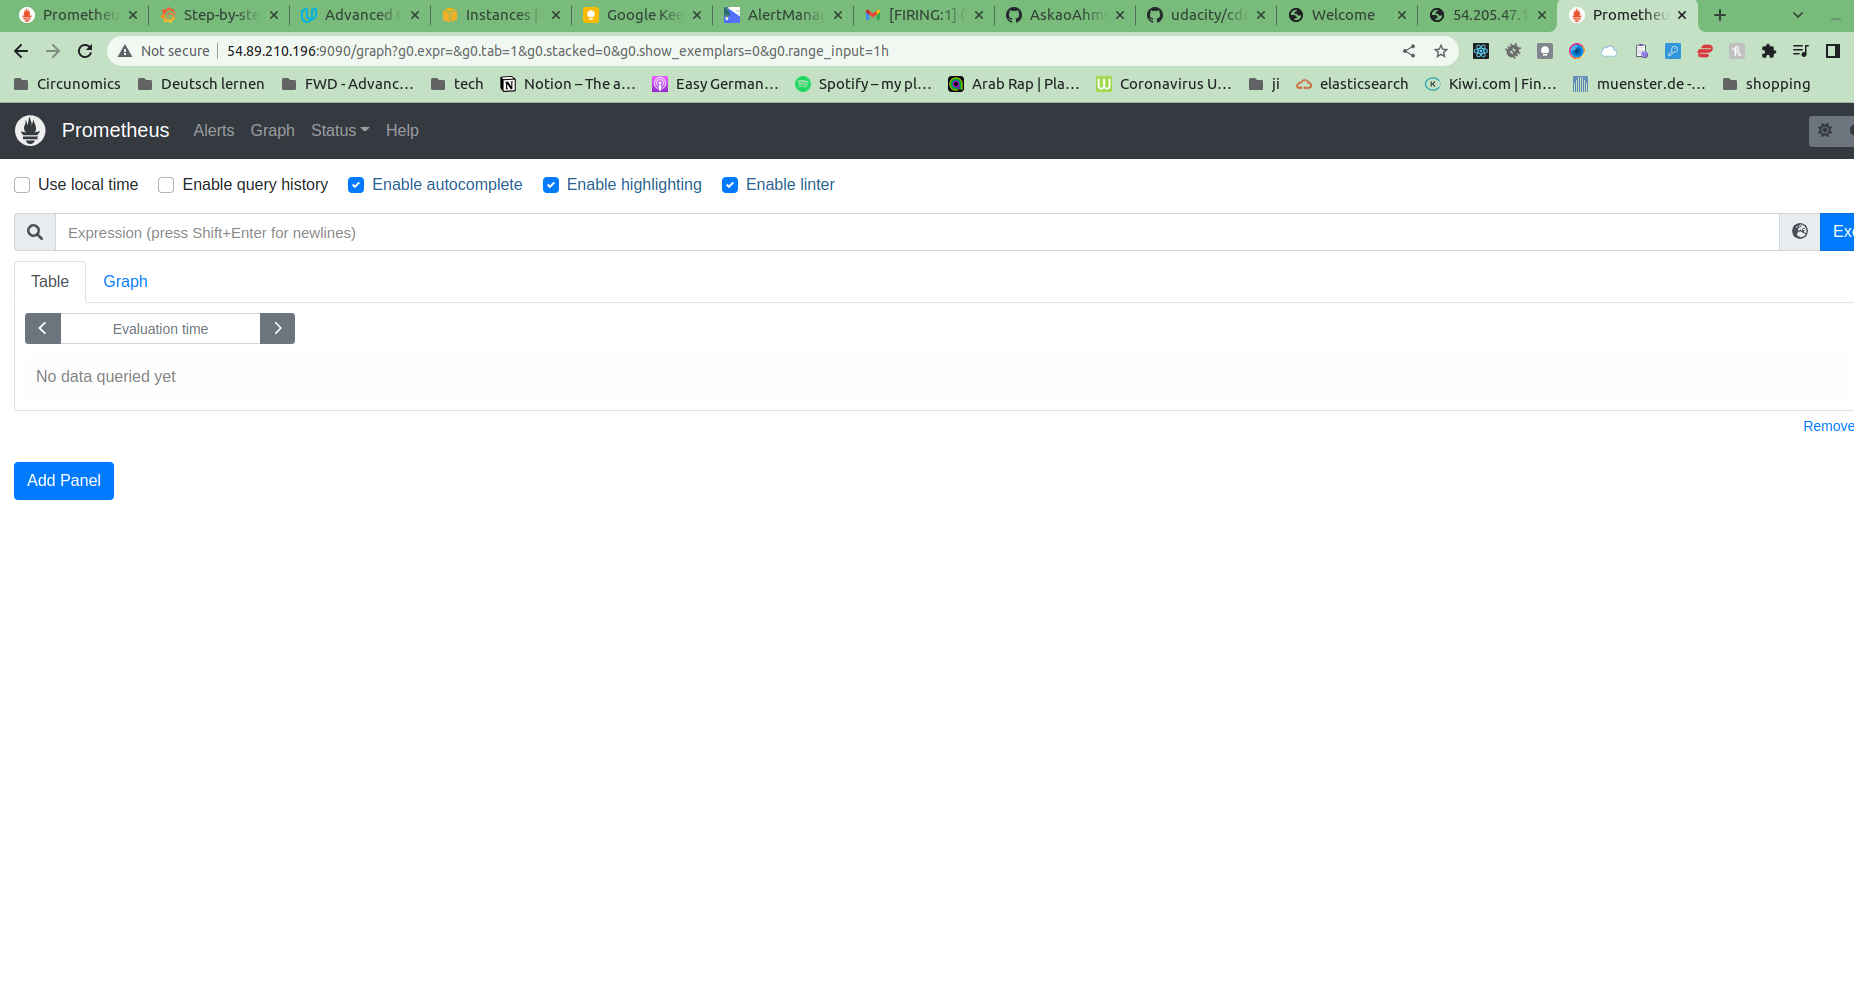 Prometheu Step-by-ste Advanced C Instances | Google Kee AlertManag [FIRING:1] ( AskaoAhm udacity/cdc Welcome 54.205.47.1 Prometheu
Not secure 54.89.210.196:9090/graph?g0.expr=&g0.tab=1&g0.stacked=0&g0.show_exemplars=0&g0.range_input=1h
Circunomics Deutsch lernen FWD - Advanc… tech Notion – The a… Easy German… Spotify – my pl… Arab Rap | Pla… Coronavirus U… ji elasticsearch Kiwi.com | Fin… muenster.de -… shopping
Prometheus Alerts Graph Status Help
Use local time Enable query history Enable autocomplete Enable highlighting Enable linter
Expression (press Shift+Enter for newlines) Exe
Table Graph
Evaluation time
No data queried yet
Remove
Add Panel